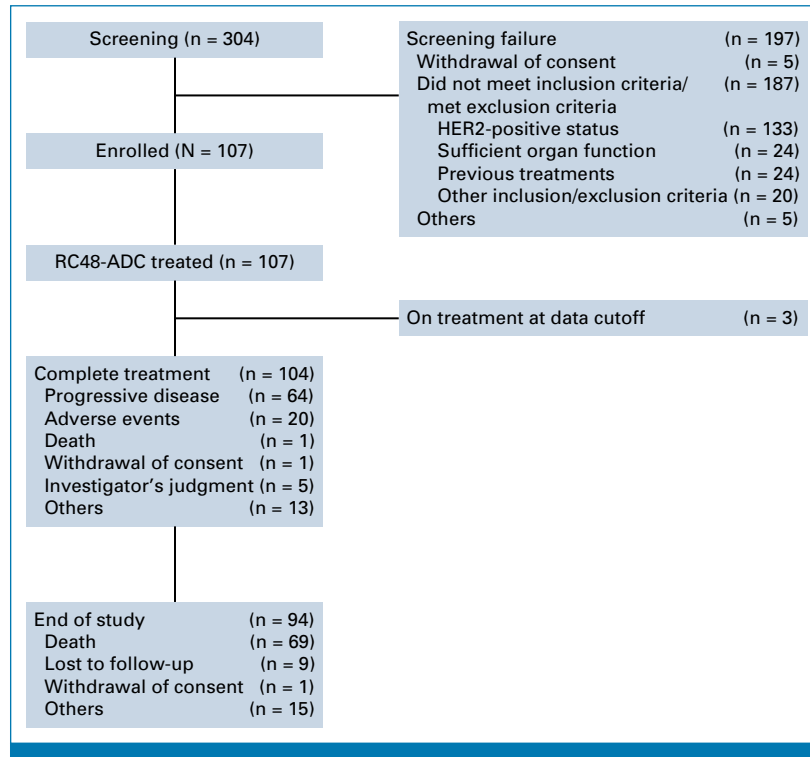 Screening (n = 304)
Screening failure (n = 197)
Withdrawal of consent (n = 5)
Did not meet inclusion criteria/ (n = 187)
met exclusion criteria
HER2-positive status (n = 133)
Sufficient organ function (n = 24)
Previous treatments (n = 24)
Other inclusion/exclusion criteria (n = 20)
Others (n = 5)
Enrolled (N = 107)
RC48-ADC treated (n = 107)
On treatment at data cutoff (n = 3)
Complete treatment (n = 104)
Progressive disease (n = 64)
Adverse events (n = 20)
Death (n = 1)
Withdrawal of consent (n = 1)
Investigator's judgment (n = 5)
Others (n = 13)
End of study (n = 94)
Death (n = 69)
Lost to follow-up (n = 9)
Withdrawal of consent (n = 1)
Others (n = 15)